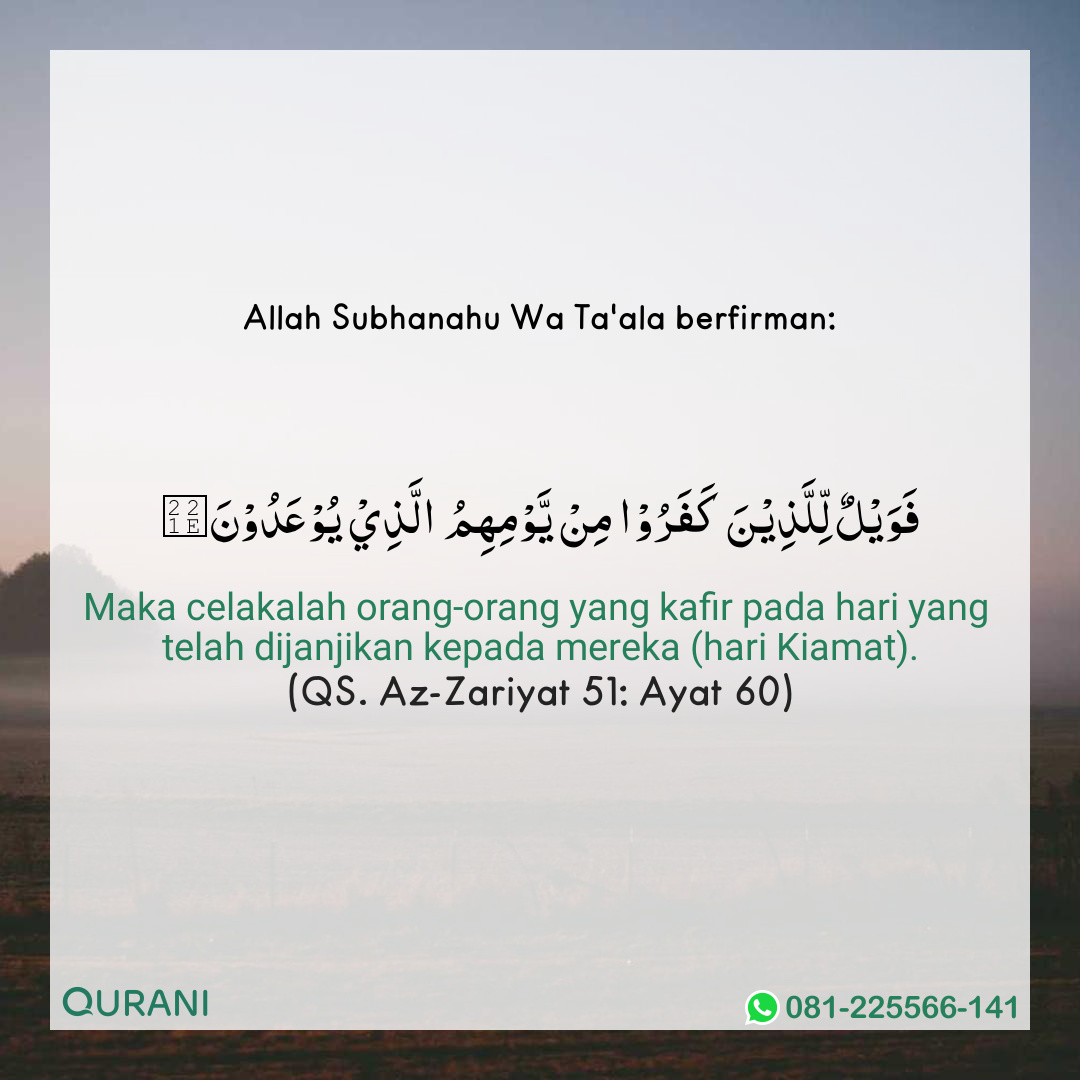 Allah Subhanahu Wa Ta'ala berfirman:
فَوَيْلٌ لِّلَّذِيْنَ كَفَرُوْا مِنْ يَّوْمِهِمُ الَّذِيْ يُوْعَدُوْنَ
Maka celakalah orang-orang yang kafir pada hari yang
telah dijanjikan kepada mereka (hari Kiamat).
(QS. Az-Zariyat 51: Ayat 60)
QURANI
081-225566-141